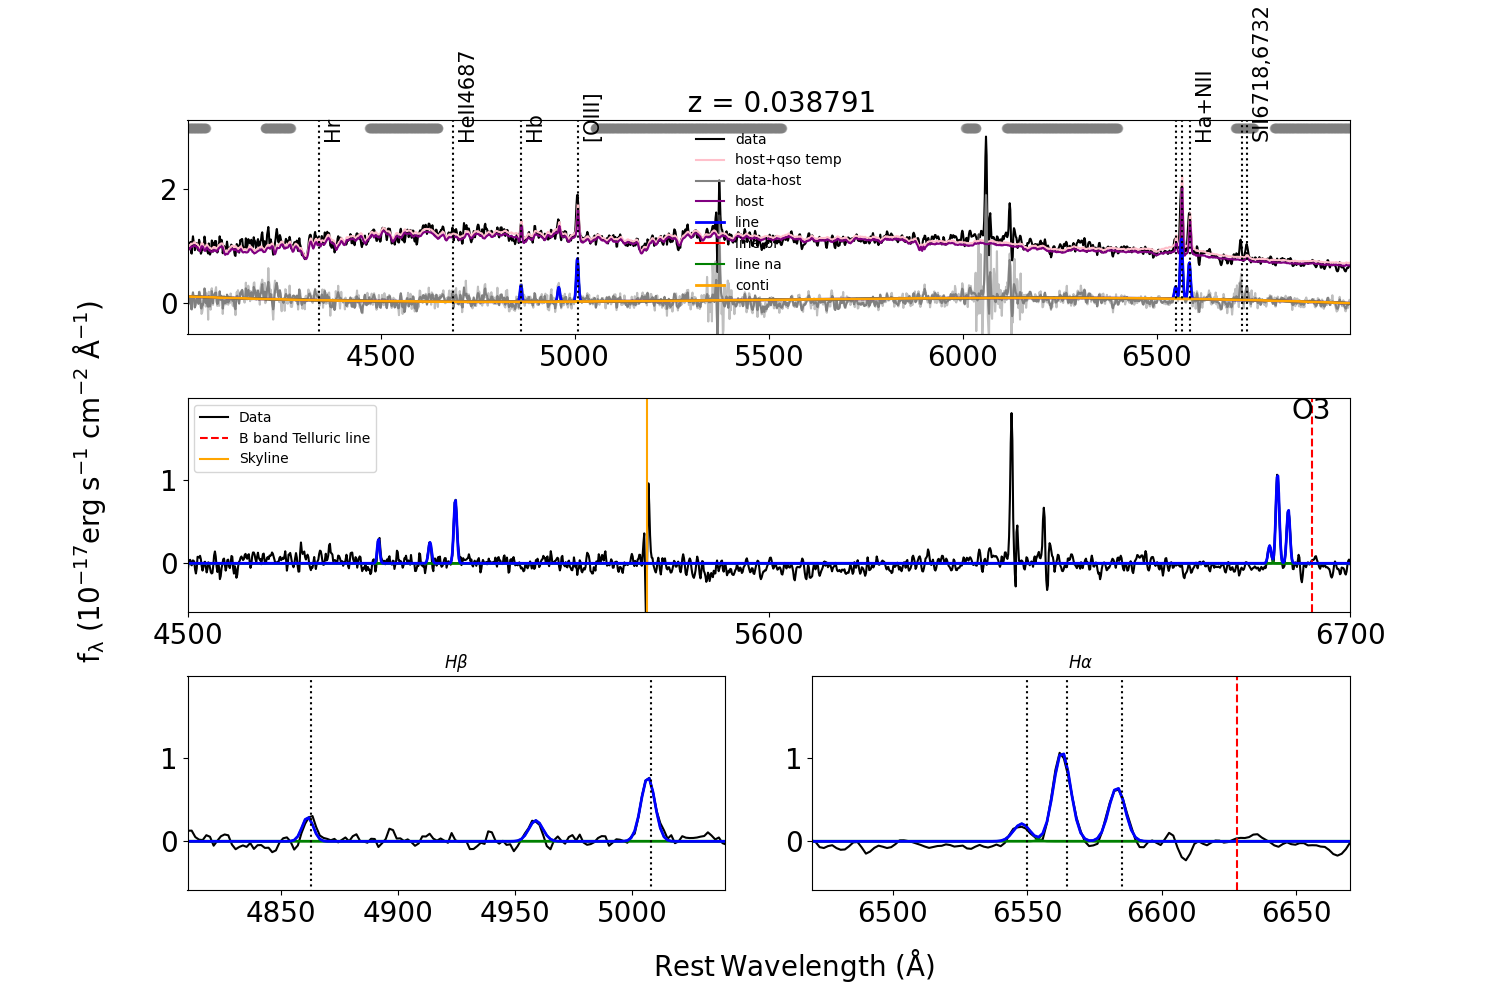 z = 0.038791
Hr
HeII4687
Hb
[OIII]
Ha+NII
SII6718,6732
data
host+qso temp
data-host
host
line
line na
conti
2
0
4500 5000 5500 6000 6500
fλ (10⁻¹⁷erg s⁻¹ cm⁻² Å⁻¹)
Data
B band Telluric line
Skyline
O3
1
0
4500 5600 6700
Hβ
1
0
4850 4900 4950 5000
Hα
1
0
6500 6550 6600 6650
Rest Wavelength (Å)